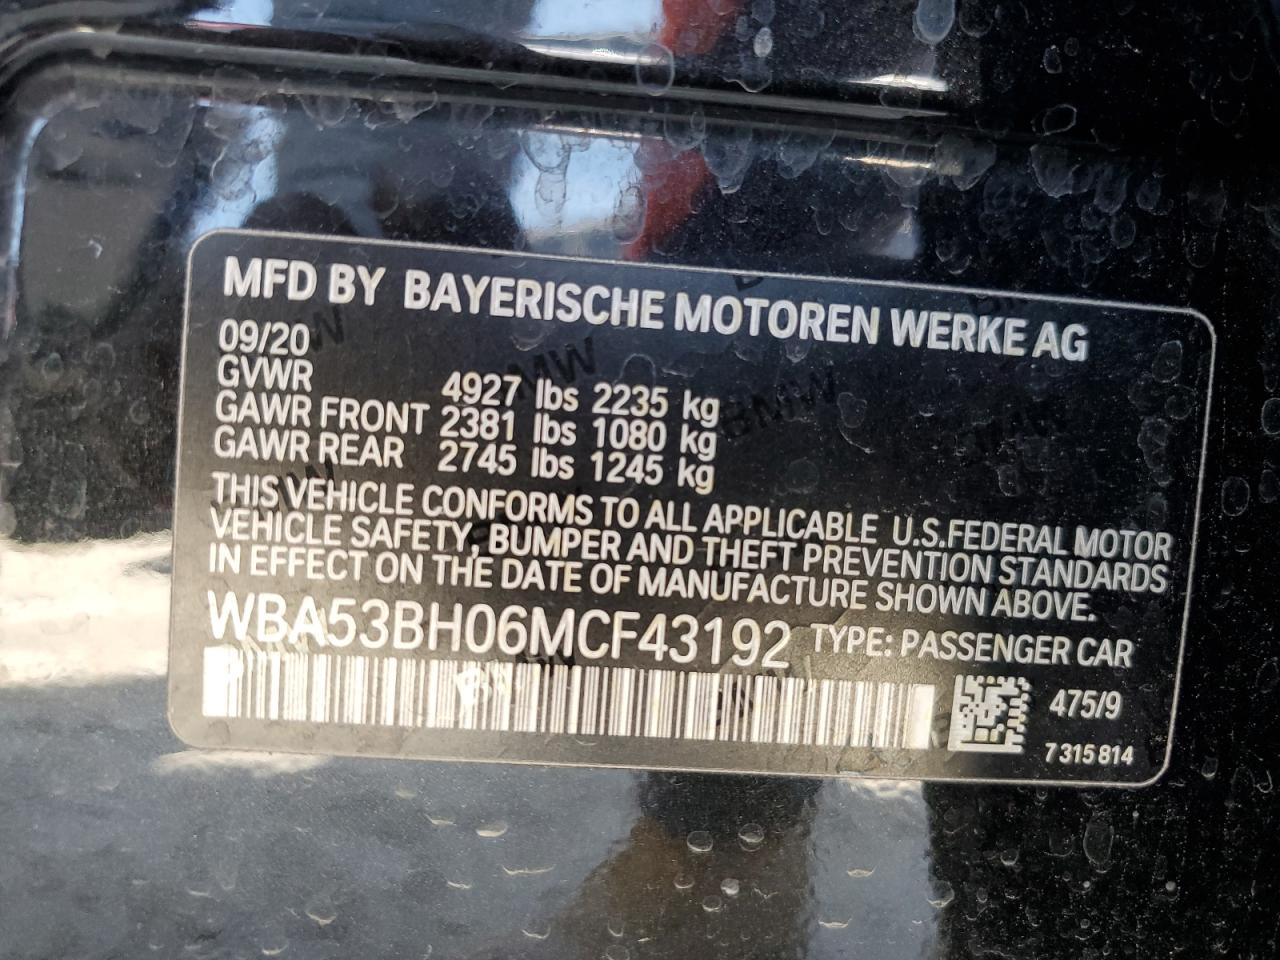 MFD BY BAYERISCHE MOTOREN WERKE AG
09/20
GVWR 4927 lbs 2235 kg
GAWR FRONT 2381 lbs 1080 kg
GAWR REAR 2745 lbs 1245 kg
THIS VEHICLE CONFORMS TO ALL APPLICABLE U.S.FEDERAL MOTOR
VEHICLE SAFETY, BUMPER AND THEFT PREVENTION STANDARDS
IN EFFECT ON THE DATE OF MANUFACTURE SHOWN ABOVE.
WBA53BH06MCF43192 TYPE: PASSENGER CAR
475/9
7 315 814